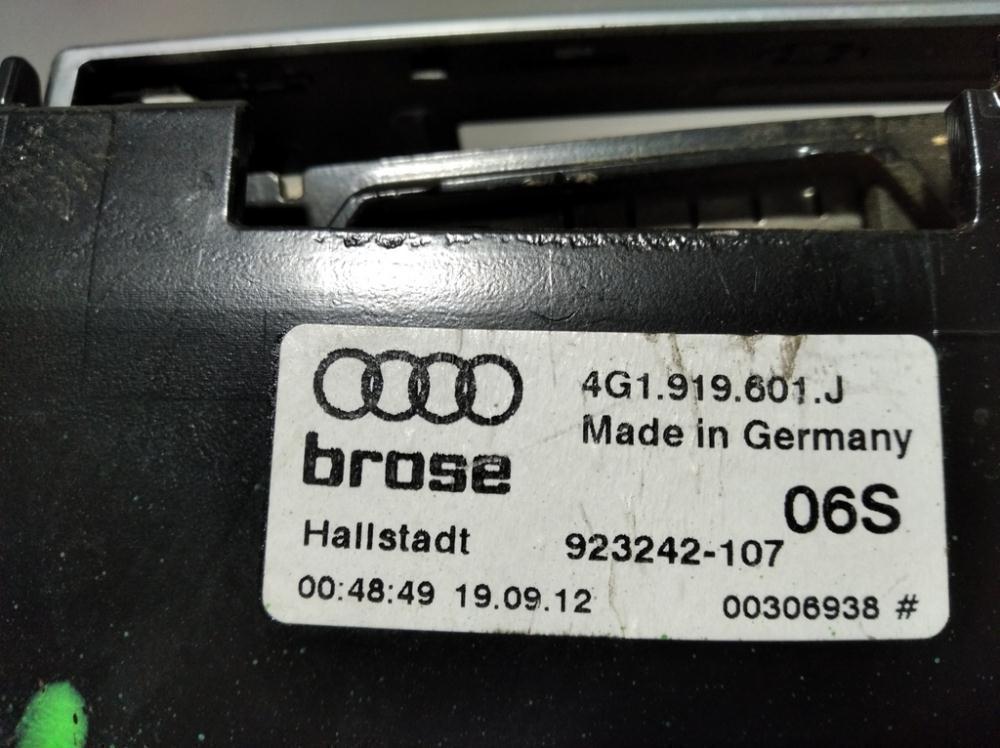 4G1.919.601.J
Made in Germany
brose
06S
Hallstadt
923242-107
00:48:49 19.09.12
00306938 #